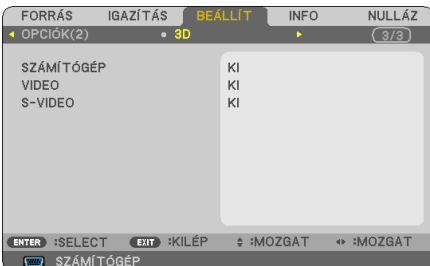 FORRÁS IGAZÍTÁS BEÁLLÍT INFO NULLÁZ
OPCIÓK(2) 3D 3/3
SZÁMÍTÓGÉP KI
VIDEO KI
S-VIDEO KI
ENTER :SELECT EXIT :KILÉP :MOZGAT :MOZGAT
SZÁMÍTÓGÉP